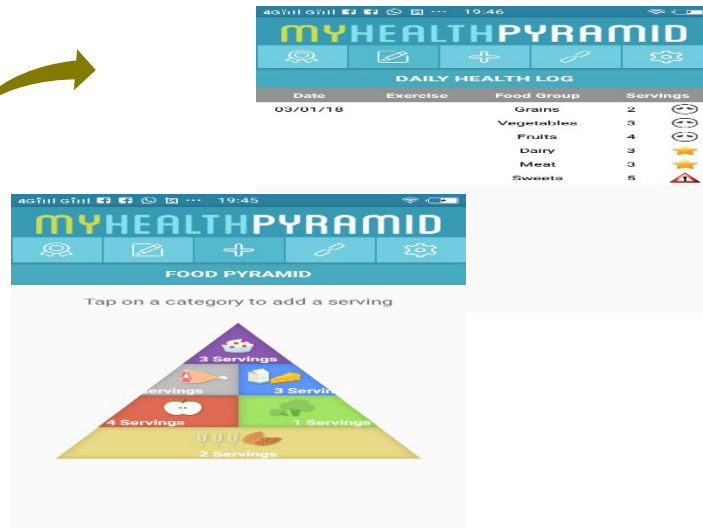 19:46
MYHEALTHPYRAMID
DAILY HEALTH LOG
Date Exercise Food Group Servings
03/01/18 Grains 2
Vegetables 3
Fruits 4
Dairy 3
Meat 3
Sweets 5
19:45
MYHEALTHPYRAMID
FOOD PYRAMID
Tap on a category to add a serving
3 Servings
3 Servin
4 Servings
1 Servings
2 Servings